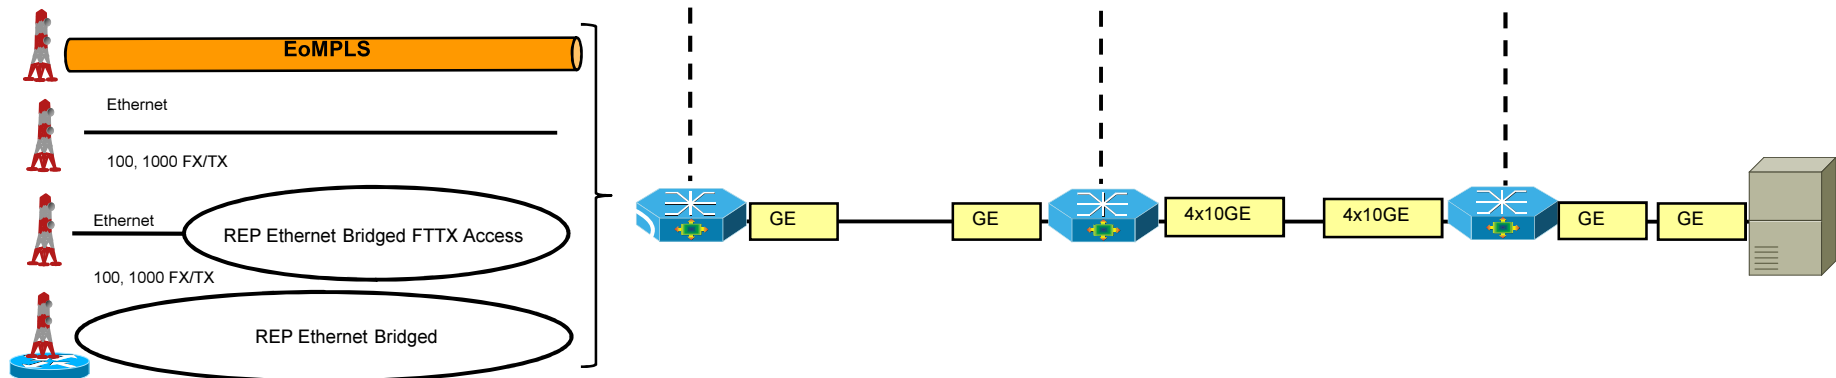 EoMPLS
Ethernet
100, 1000 FX/TX
Ethernet
REP Ethernet Bridged FTTX Access
100, 1000 FX/TX
REP Ethernet Bridged
GE
GE
4x10GE
4x10GE
GE
GE